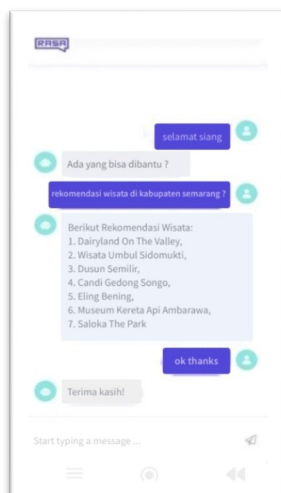 RASA
selamat siang
Ada yang bisa dibantu ?
rekomendasi wisata di kabupaten semarang ?
Berikut Rekomendasi Wisata:
1. Dairyland On The Valley,
2. Wisata Umbul Sidomukti,
3. Dusun Semilir,
4. Candi Gedong Songo,
5. Eling Bening,
6. Museum Kereta Api Ambarawa,
7. Saloka The Park
ok thanks
Terima kasih!
Start typing a message ...